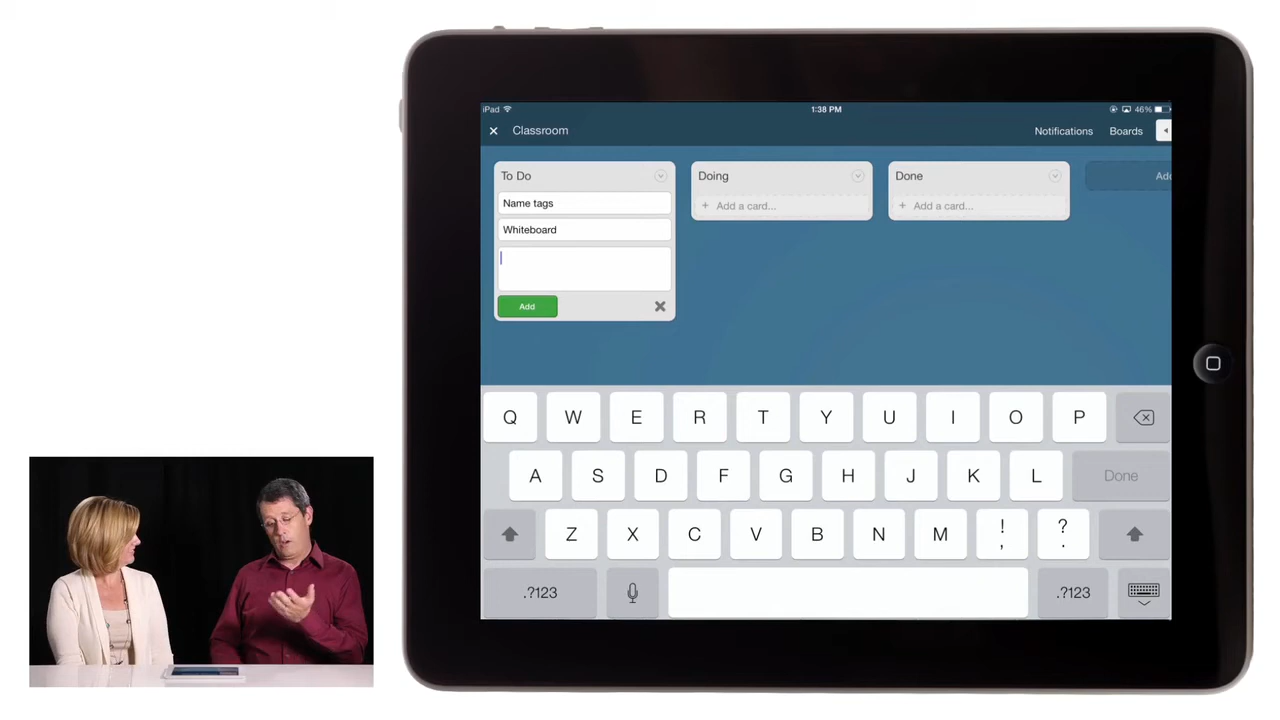 iPad 1:38 PM 46%
Classroom Notifications Boards
To Do
Name tags
Whiteboard
Add
Doing
+ Add a card...
Done
+ Add a card...
Q W E R T Y U I O P
A S D F G H J K L Done
Z X C V B N M ! , ? .
.?123 .?123